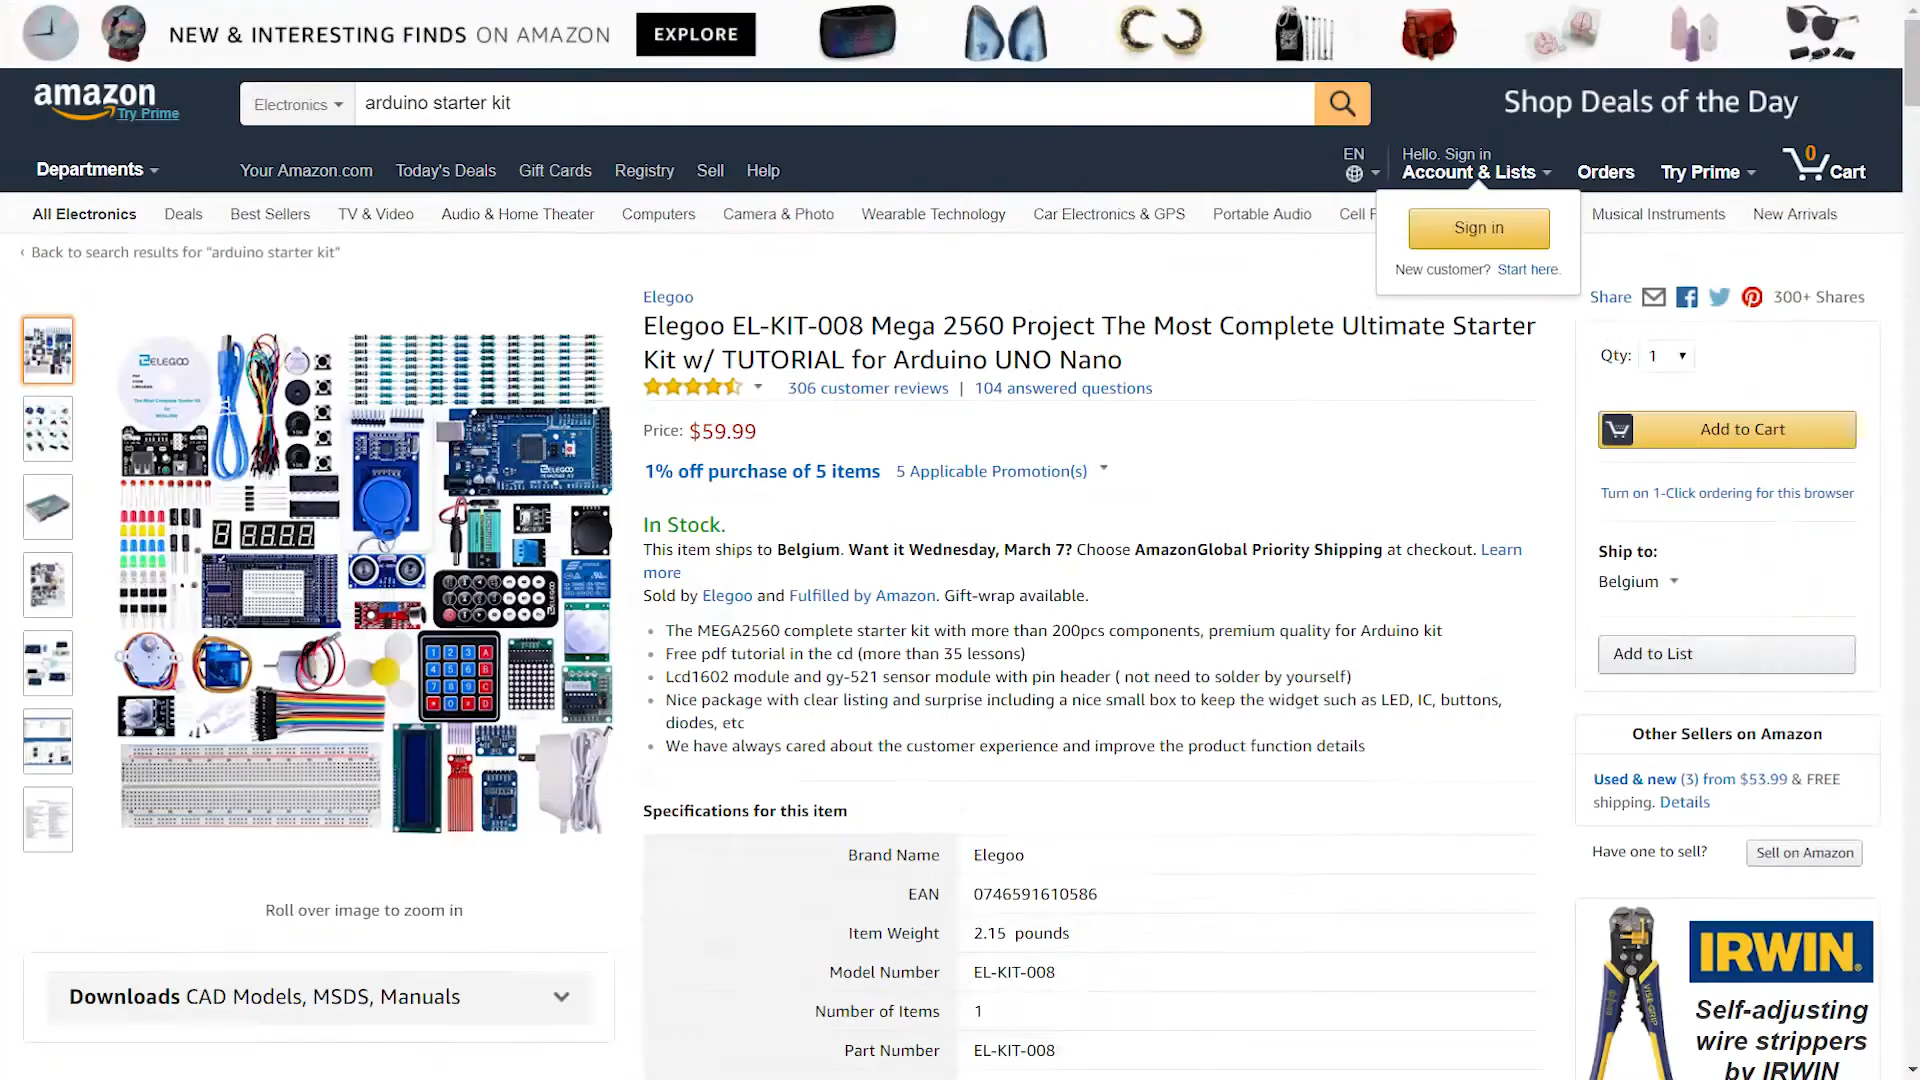 NEW & INTERESTING FINDS ON AMAZON
EXPLORE
amazon
Try Prime
Electronics
arduino starter kit
Shop Deals of the Day
Departments
Your Amazon.com
Today's Deals
Gift Cards
Registry
Sell
Help
EN
Hello. Sign in
Account & Lists
Orders
Try Prime
0
Cart
All Electronics
Deals
Best Sellers
TV & Video
Audio & Home Theater
Computers
Camera & Photo
Wearable Technology
Car Electronics & GPS
Portable Audio
Cell F
Musical Instruments
New Arrivals
Sign in
New customer? Start here.
‹ Back to search results for "arduino starter kit"
Elegoo
Share
300+ Shares
Elegoo EL-KIT-008 Mega 2560 Project The Most Complete Ultimate Starter
Kit w/ TUTORIAL for Arduino UNO Nano
306 customer reviews | 104 answered questions
Price: $59.99
1% off purchase of 5 items 5 Applicable Promotion(s)
In Stock.
This item ships to Belgium. Want it Wednesday, March 7? Choose AmazonGlobal Priority Shipping at checkout. Learn
more
Sold by Elegoo and Fulfilled by Amazon. Gift-wrap available.
The MEGA2560 complete starter kit with more than 200pcs components, premium quality for Arduino kit
Free pdf tutorial in the cd (more than 35 lessons)
Lcd1602 module and gy-521 sensor module with pin header ( not need to solder by yourself)
Nice package with clear listing and surprise including a nice small box to keep the widget such as LED, IC, buttons,
diodes, etc
We have always cared about the customer experience and improve the product function details
Specifications for this item
Brand Name Elegoo
EAN 0746591610586
Item Weight 2.15 pounds
Model Number EL-KIT-008
Number of Items 1
Part Number EL-KIT-008
ELEGOO
Roll over image to zoom in
Downloads CAD Models, MSDS, Manuals
Qty: 1
Add to Cart
Turn on 1-Click ordering for this browser
Ship to:
Belgium
Add to List
Other Sellers on Amazon
Used & new (3) from $53.99 & FREE
shipping. Details
Have one to sell?
Sell on Amazon
IRWIN.
Self-adjusting
wire strippers
by IRWIN